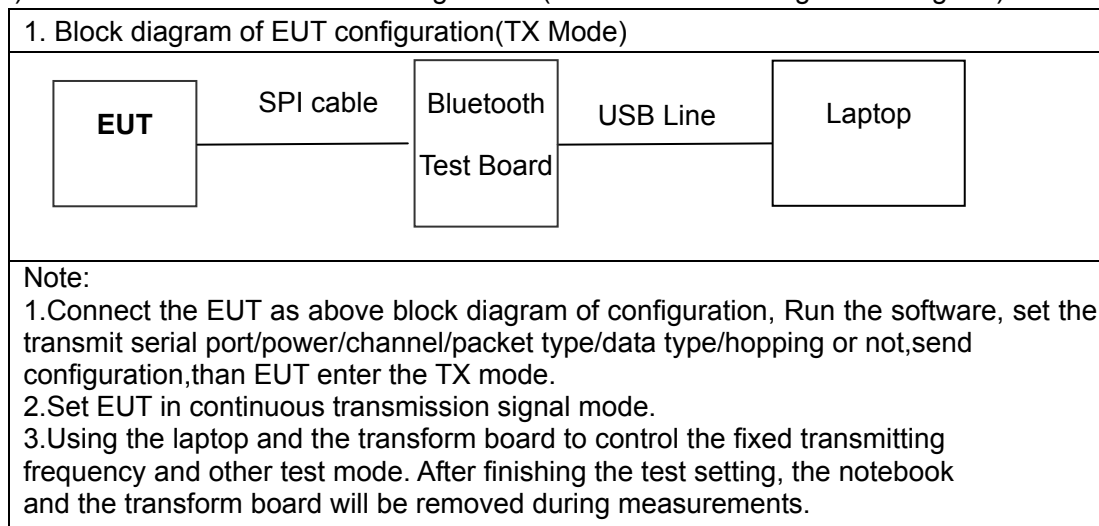 1. Block diagram of EUT configuration(TX Mode)
EUT
SPI cable
Bluetooth
Test Board
USB Line
Laptop
Note:
1.Connect the EUT as above block diagram of configuration, Run the software, set the
transmit serial port/power/channel/packet type/data type/hopping or not,send
configuration,than EUT enter the TX mode.
2.Set EUT in continuous transmission signal mode.
3.Using the laptop and the transform board to control the fixed transmitting
frequency and other test mode. After finishing the test setting, the notebook
and the transform board will be removed during measurements.